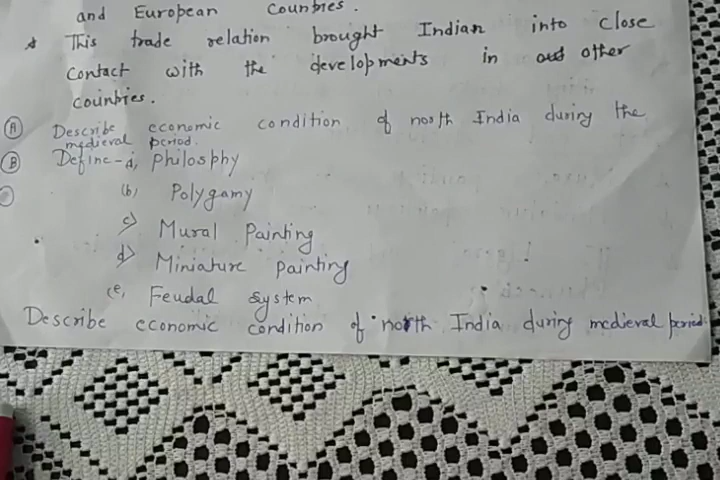 and European Countries.
* This trade relation brought Indian into close
contact with the developments in other
countries.
(A) Describe economic condition of north India during the
medieval period.
(B) Define - a, Philosphy
(b) Polygamy
c) Mural Painting
d) Miniature Painting
(e, Feudal System
Describe economic condition of north India during medieval period.